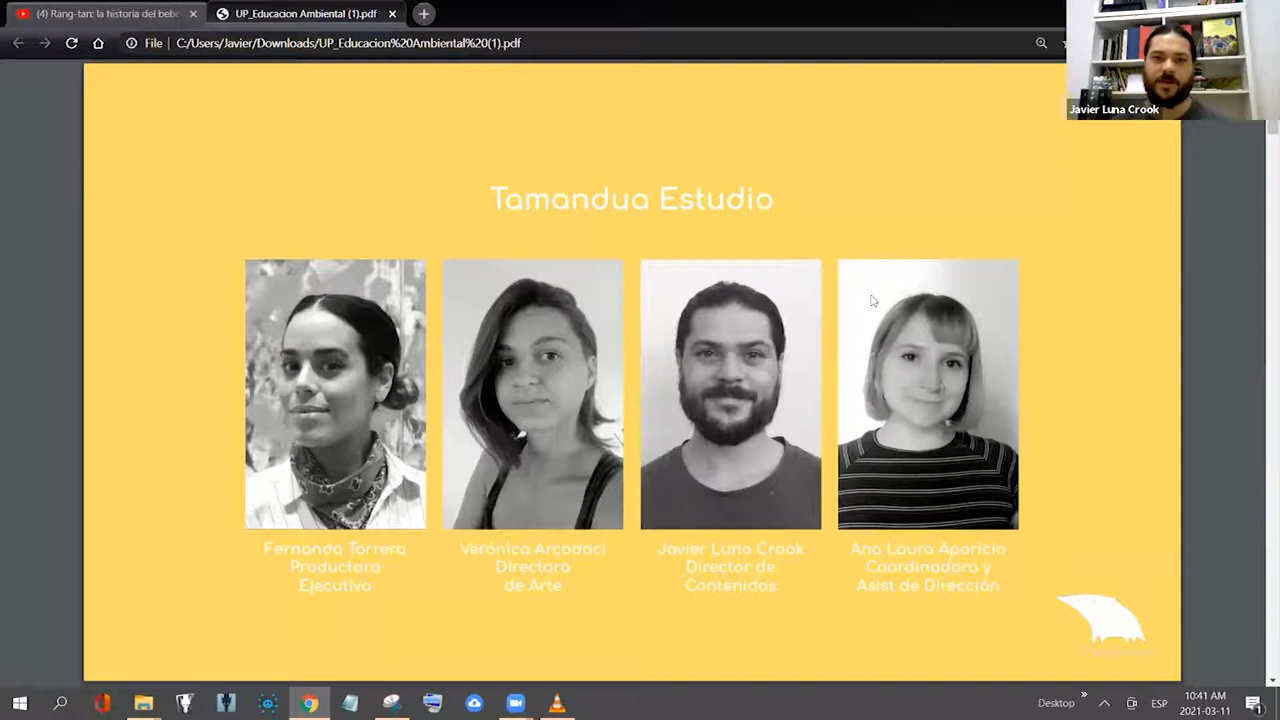 (4) Rang-tan: la historia del bebe
UP_Educacion Ambiental (1).pdf
File
C:/Users/Javier/Downloads/UP_Educacion%20Ambiental%20(1).pdf
Javier Luna Crook
Tamandua Estudio
Fernanda Torrera
Productora
Ejecutiva
Verónica Arcodaci
Directora
de Arte
Javier Luna Crook
Director de
Contenidos
Ana Laura Aparicio
Coordinadora y
Asist de Dirección
Desktop
ESP
10:41 AM
2021-03-11